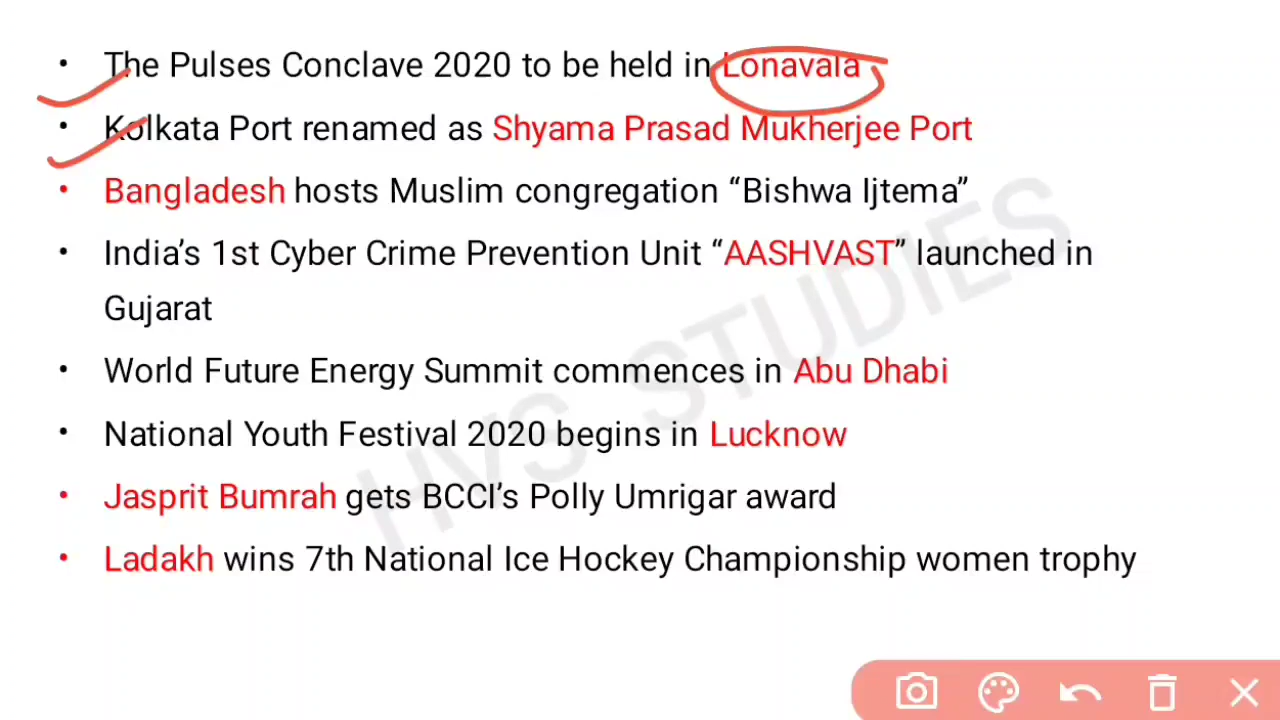 • The Pulses Conclave 2020 to be held in Lonavala
• Kolkata Port renamed as Shyama Prasad Mukherjee Port
• Bangladesh hosts Muslim congregation “Bishwa Ijtema”
• India’s 1st Cyber Crime Prevention Unit “AASHVAST” launched in
Gujarat
• World Future Energy Summit commences in Abu Dhabi
• National Youth Festival 2020 begins in Lucknow
• Jasprit Bumrah gets BCCI’s Polly Umrigar award
• Ladakh wins 7th National Ice Hockey Championship women trophy
HVS STUDIES